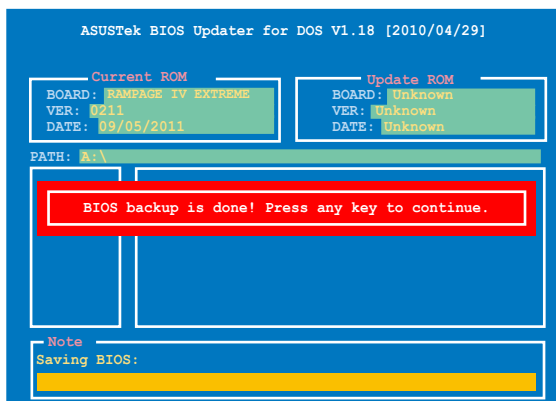 ASUSTek BIOS Updater for DOS V1.18 [2010/04/29]
Current ROM
BOARD: RAMPAGE IV EXTREME
VER: 0211
DATE: 09/05/2011
Update ROM
BOARD: Unknown
VER: Unknown
DATE: Unknown
PATH: A:\
BIOS backup is done! Press any key to continue.
Note
Saving BIOS: